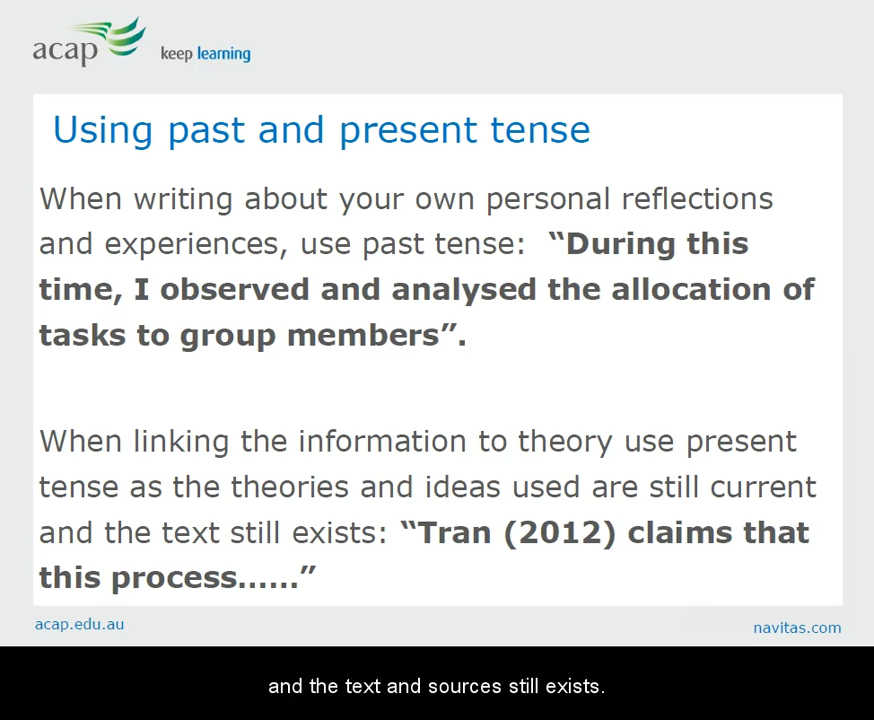 acap
keep learning
Using past and present tense
When writing about your own personal reflections
and experiences, use past tense: “During this
time, I observed and analysed the allocation of
tasks to group members”.
When linking the information to theory use present
tense as the theories and ideas used are still current
and the text still exists: “Tran (2012) claims that
this process......”
acap.edu.au
navitas.com
and the text and sources still exists.